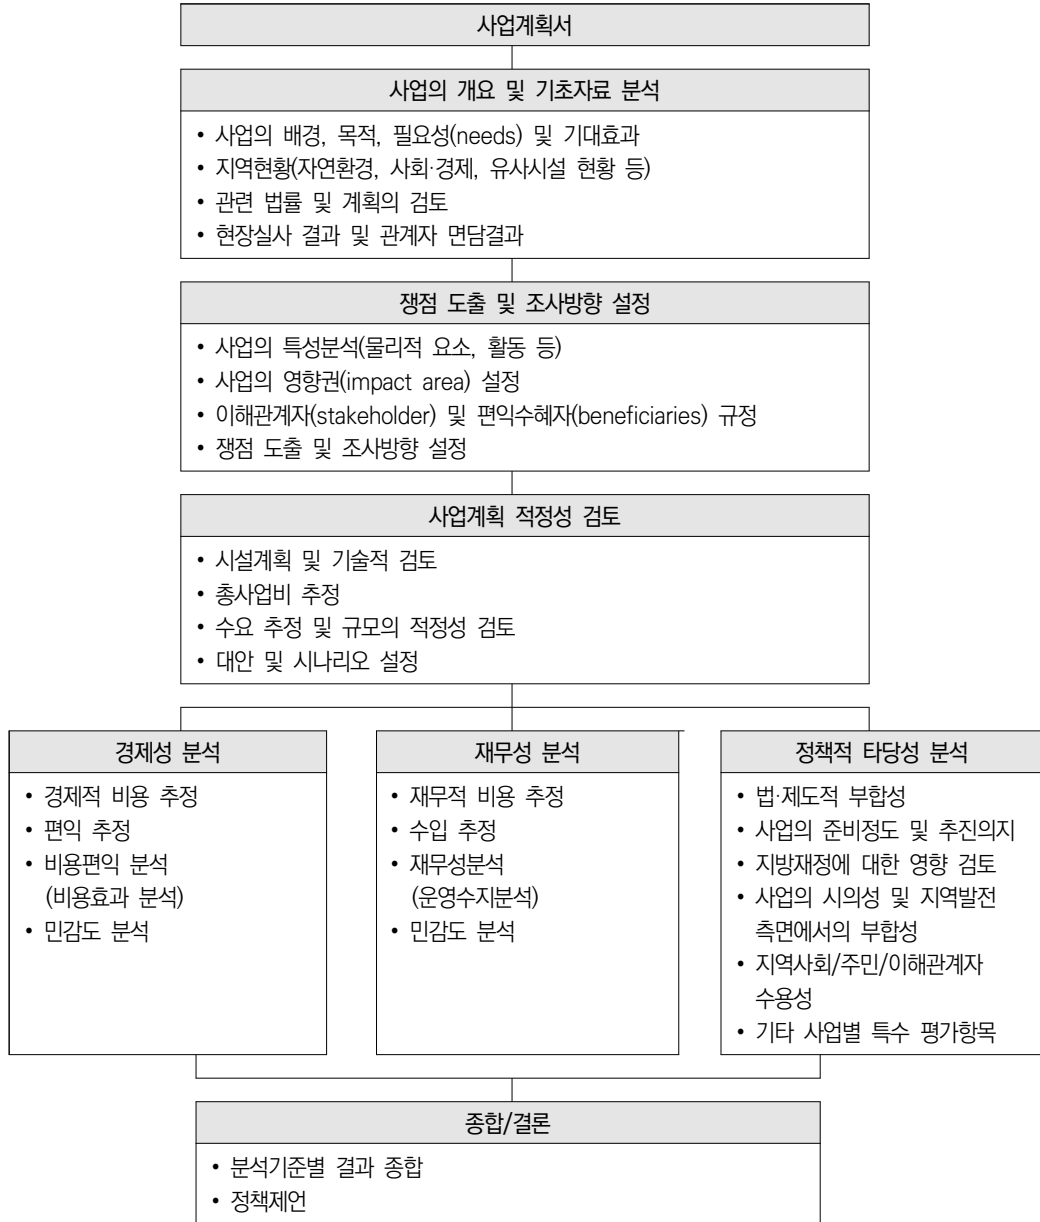 사업계획서
사업의 개요 및 기초자료 분석
• 사업의 배경, 목적, 필요성(needs) 및 기대효과
• 지역현황(자연환경, 사회·경제, 유사시설 현황 등)
• 관련 법률 및 계획의 검토
• 현장실사 결과 및 관계자 면담결과
쟁점 도출 및 조사방향 설정
• 사업의 특성분석(물리적 요소, 활동 등)
• 사업의 영향권(impact area) 설정
• 이해관계자(stakeholder) 및 편익수혜자(beneficiaries) 규정
• 쟁점 도출 및 조사방향 설정
사업계획 적정성 검토
• 시설계획 및 기술적 검토
• 총사업비 추정
• 수요 추정 및 규모의 적정성 검토
• 대안 및 시나리오 설정
경제성 분석
• 경제적 비용 추정
• 편익 추정
• 비용편익 분석
(비용효과 분석)
• 민감도 분석
재무성 분석
• 재무적 비용 추정
• 수입 추정
• 재무성분석
(운영수지분석)
• 민감도 분석
정책적 타당성 분석
• 법·제도적 부합성
• 사업의 준비정도 및 추진의지
• 지방재정에 대한 영향 검토
• 사업의 시의성 및 지역발전
측면에서의 부합성
• 지역사회/주민/이해관계자
수용성
• 기타 사업별 특수 평가항목
종합/결론
• 분석기준별 결과 종합
• 정책제언